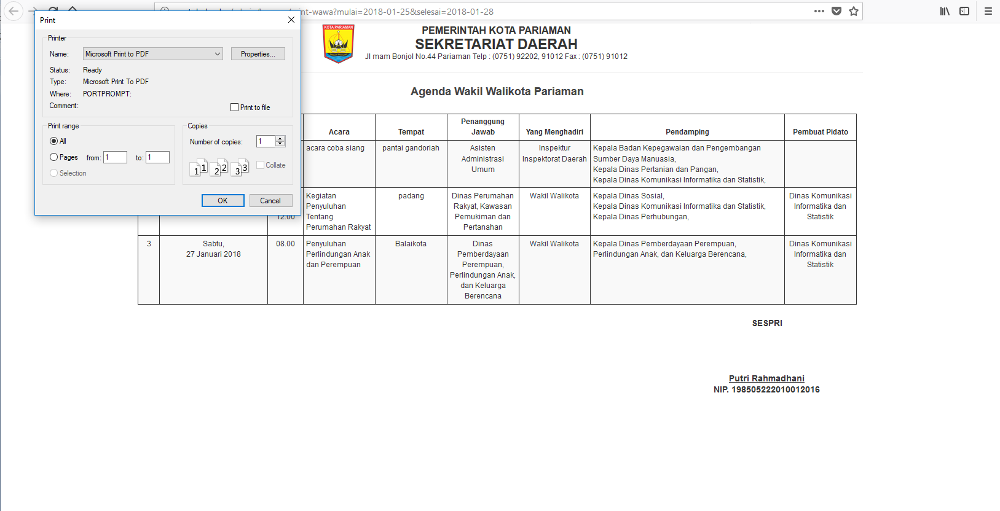 int-wawa?mulai=2018-01-25&selesai=2018-01-28
Print
Printer
Name: Microsoft Print to PDF Properties...
Status: Ready
Type: Microsoft Print To PDF
Where: PORTPROMPT:
Comment:
Print to file
Print range
All
Pages from: 1 to: 1
Selection
Copies
Number of copies: 1
1 1 2 2 3 3
Collate
OK Cancel
KOTA PARIAMAN
PEMERINTAH KOTA PARIAMAN
SEKRETARIAT DAERAH
Jl mam Bonjol No.44 Pariaman Telp : (0751) 92202, 91012 Fax : (0751) 91012
Agenda Wakil Walikota Pariaman
Acara
Tempat
Penanggung
Jawab
Yang Menghadiri
Pendamping
Pembuat Pidato
acara coba siang
pantai gandoriah
Asisten
Administrasi
Umum
Inspektur
Inspektorat Daerah
Kepala Badan Kepegawaian dan Pengembangan
Sumber Daya Manuasia,
Kepala Dinas Pertanian dan Pangan,
Kepala Dinas Komunikasi Informatika dan Statistik,
12.00
Kegiatan
Penyuluhan
Tentang
Perumahan Rakyat
padang
Dinas Perumahan
Rakyat, Kawasan
Pemukiman dan
Pertanahan
Wakil Walikota
Kepala Dinas Sosial,
Kepala Dinas Komunikasi Informatika dan Statistik,
Kepala Dinas Perhubungan,
Dinas Komunikasi
Informatika dan
Statistik
3
Sabtu,
27 Januari 2018
08.00
Penyuluhan
Perlindungan Anak
dan Perempuan
Balaikota
Dinas
Pemberdayaan
Perempuan,
Perlindungan Anak,
dan Keluarga
Berencana
Wakil Walikota
Kepala Dinas Pemberdayaan Perempuan,
Perlindungan Anak, dan Keluarga Berencana,
Dinas Komunikasi
Informatika dan
Statistik
SESPRI
Putri Rahmadhani
NIP. 198505222010012016